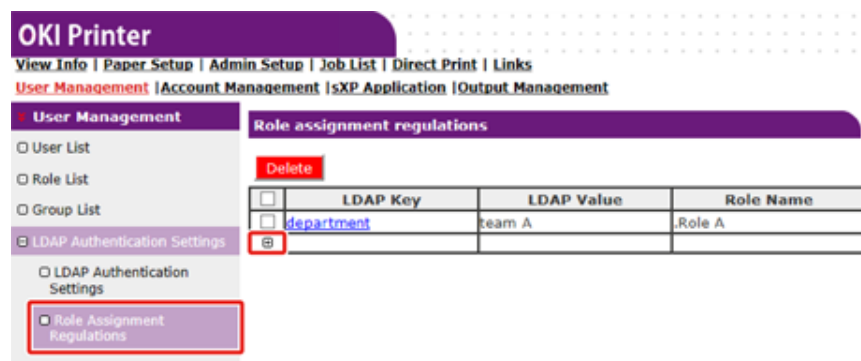 OKI Printer
View Info | Paper Setup | Admin Setup | Job List | Direct Print | Links
User Management |Account Management |sXP Application |Output Management
User Management
Role assignment regulations
User List
Delete
Role List
LDAP Key LDAP Value Role Name
Group List
department team A .Role A
LDAP Authentication Settings
LDAP Authentication
Settings
Role Assignment
Regulations